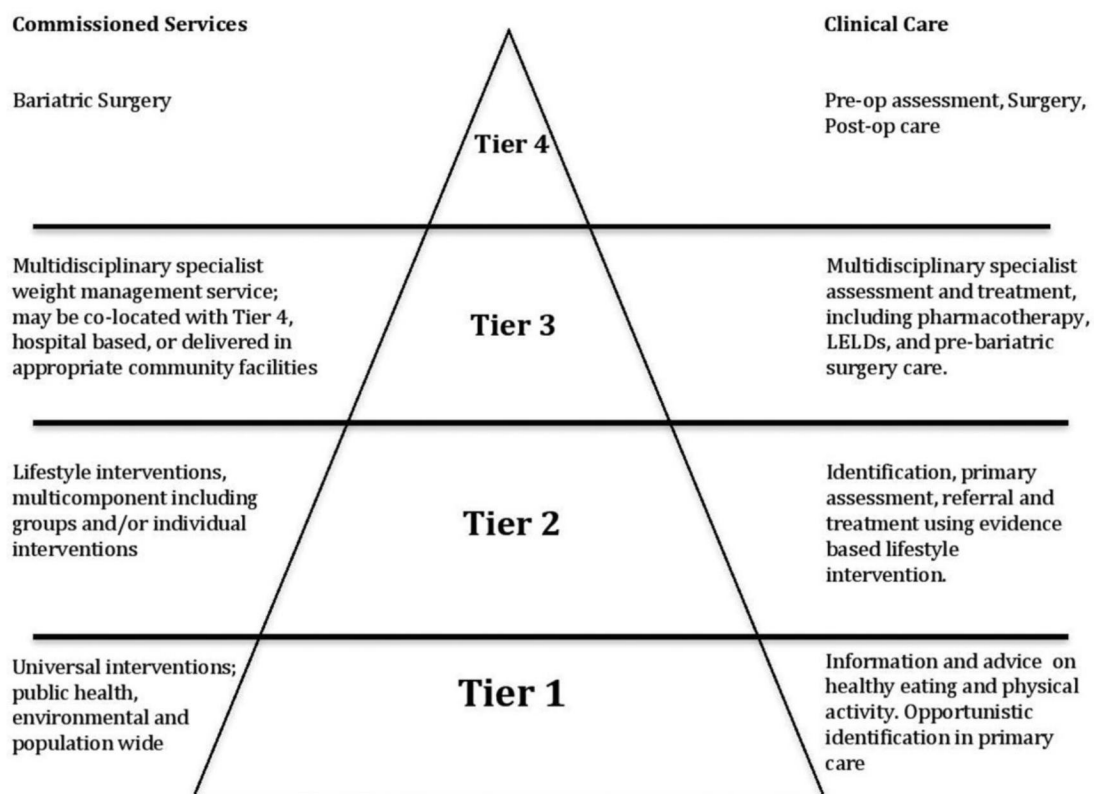 Commissioned Services
Clinical Care
Bariatric Surgery
Tier 4
Pre-op assessment, Surgery,
Post-op care
Multidisciplinary specialist
weight management service;
may be co-located with Tier 4,
hospital based, or delivered in
appropriate community facilities
Tier 3
Multidisciplinary specialist
assessment and treatment,
including pharmacotherapy,
LELDs, and pre-bariatric
surgery care.
Lifestyle interventions,
multicomponent including
groups and/or individual
interventions
Tier 2
Identification, primary
assessment, referral and
treatment using evidence
based lifestyle
intervention.
Universal interventions;
public health,
environmental and
population wide
Tier 1
Information and advice on
healthy eating and physical
activity. Opportunistic
identification in primary
care